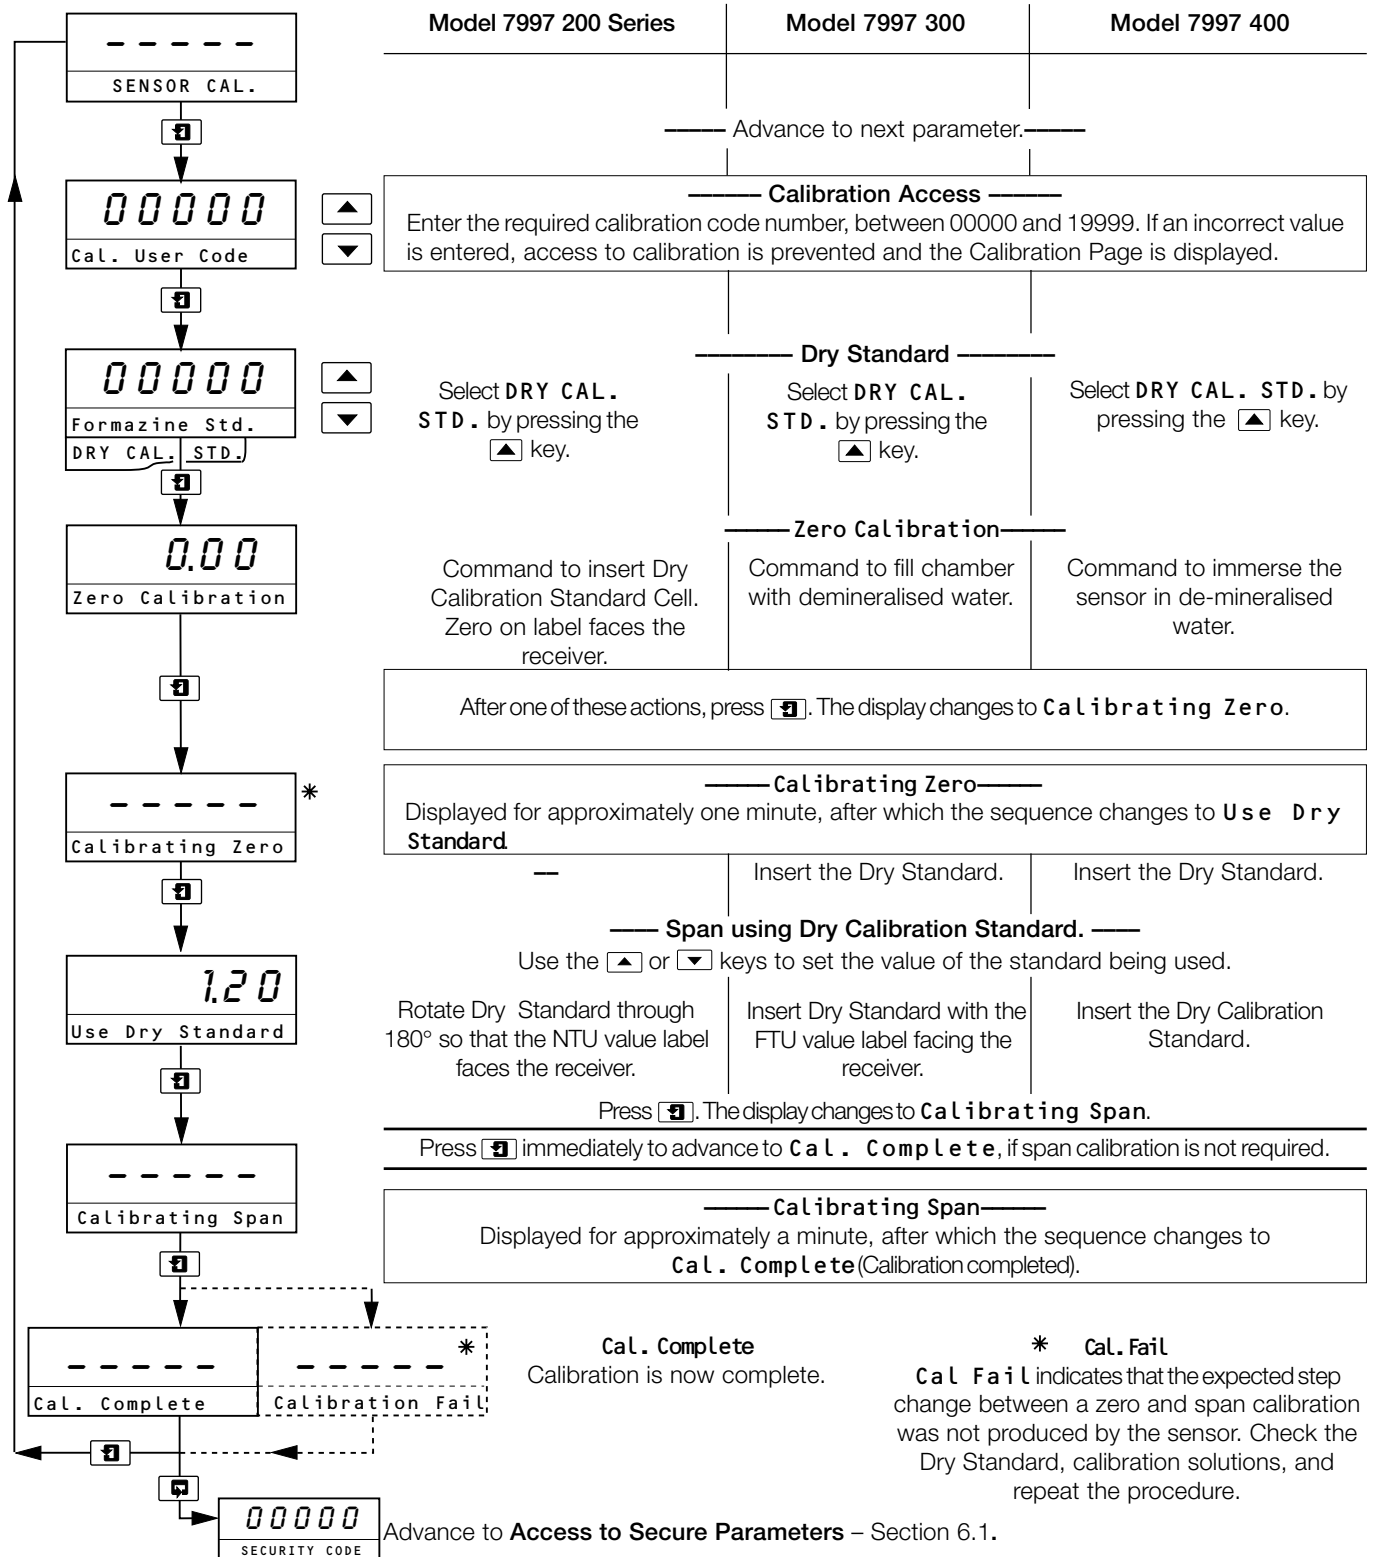 Model 7997 200 Series
Model 7997 300
Model 7997 400
SENSOR CAL.
Advance to next parameter.
00000
Cal. User Code
Calibration Access
Enter the required calibration code number, between 00000 and 19999. If an incorrect value
is entered, access to calibration is prevented and the Calibration Page is displayed.
00000
Formazine Std.
DRY CAL. STD.
Dry Standard
Select DRY CAL.
STD. by pressing the
key.
Select DRY CAL.
STD. by pressing the
key.
Select DRY CAL. STD. by
pressing the key.
0.00
Zero Calibration
Zero Calibration
Command to insert Dry
Calibration Standard Cell.
Zero on label faces the
receiver.
Command to fill chamber
with demineralised water.
Command to immerse the
sensor in de-mineralised
water.
After one of these actions, press . The display changes to Calibrating Zero.
*
Calibrating Zero
Calibrating Zero
Displayed for approximately one minute, after which the sequence changes to Use Dry
Standard.
Insert the Dry Standard.
Insert the Dry Standard.
Span using Dry Calibration Standard.
Use the or keys to set the value of the standard being used.
1.20
Use Dry Standard
Rotate Dry Standard through
180° so that the NTU value label
faces the receiver.
Insert Dry Standard with the
FTU value label facing the
receiver.
Insert the Dry Calibration
Standard.
Press . The display changes to Calibrating Span.
Press immediately to advance to Cal. Complete, if span calibration is not required.
Calibrating Span
Calibrating Span
Displayed for approximately a minute, after which the sequence changes to
Cal. Complete (Calibration completed).
Cal. Complete
*
Calibration Fail
Cal. Complete
Calibration is now complete.
* Cal. Fail
Cal Fail indicates that the expected step
change between a zero and span calibration
was not produced by the sensor. Check the
Dry Standard, calibration solutions, and
repeat the procedure.
00000
SECURITY CODE
Advance to Access to Secure Parameters – Section 6.1.